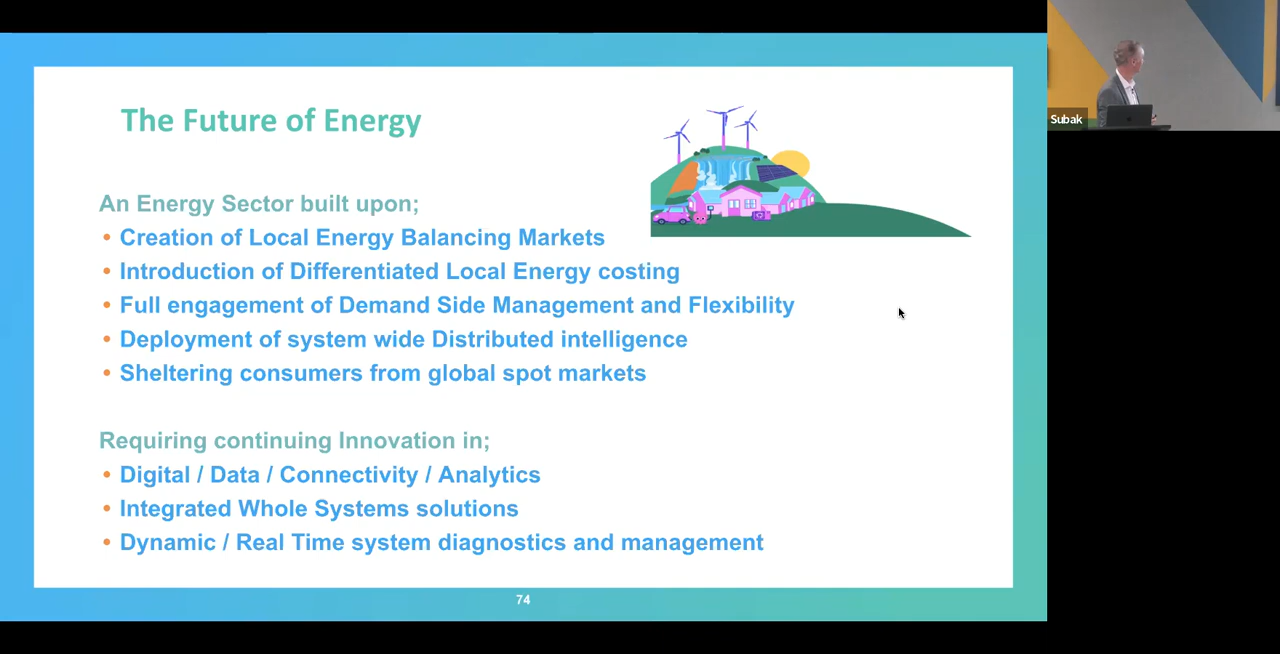 The Future of Energy
An Energy Sector built upon;
• Creation of Local Energy Balancing Markets
• Introduction of Differentiated Local Energy costing
• Full engagement of Demand Side Management and Flexibility
• Deployment of system wide Distributed intelligence
• Sheltering consumers from global spot markets
Requiring continuing Innovation in;
• Digital / Data / Connectivity / Analytics
• Integrated Whole Systems solutions
• Dynamic / Real Time system diagnostics and management
74
Subak